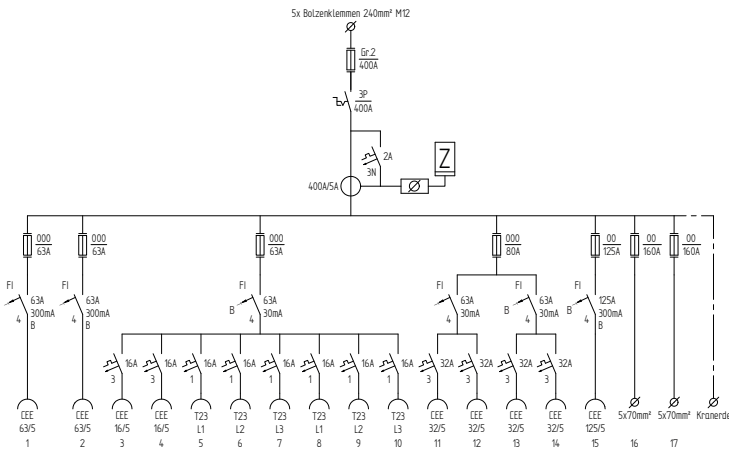 5x Bolzenklemmen 240mm² M12
Gr.2
400A
3P
400A
2A
3N
Z
400A/5A
000
63A
000
63A
000
63A
000
80A
00
125A
00
160A
00
160A
FI
63A
300mA
4
B
FI
63A
300mA
4
B
FI
63A
B
30mA
4
FI
63A
30mA
4
FI
63A
B
30mA
4
FI
125A
B
300mA
4
B
16A
3
16A
3
16A
1
16A
1
16A
1
16A
1
16A
1
16A
1
32A
3
32A
3
32A
3
32A
3
CEE
63/5
1
CEE
63/5
2
CEE
16/5
3
CEE
16/5
4
T23
L1
5
T23
L2
6
T23
L3
7
T23
L1
8
T23
L2
9
T23
L3
10
CEE
32/5
11
CEE
32/5
12
CEE
32/5
13
CEE
32/5
14
CEE
125/5
15
5x70mm²
16
5x70mm²
17
Kranerde